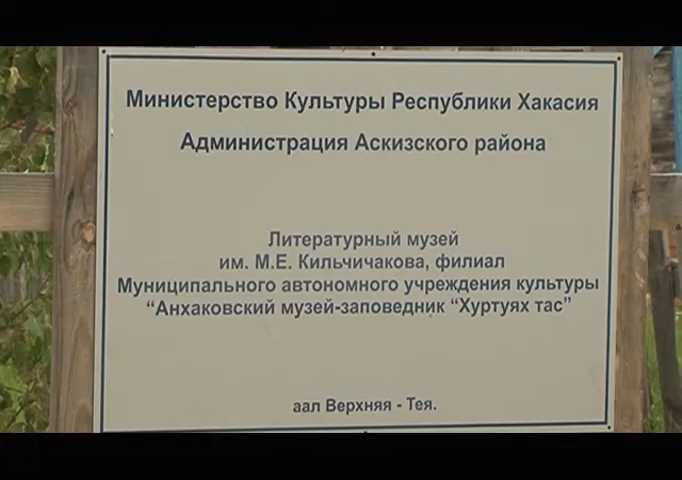 Министерство Культуры Республики Хакасия
Администрация Аскизского района
Литературный музей
им. М.Е. Кильчичакова, филиал
Муниципального автономного учреждения культуры
“Анхаковский музей-заповедник “Хуртуях тас”
аал Верхняя - Тея.